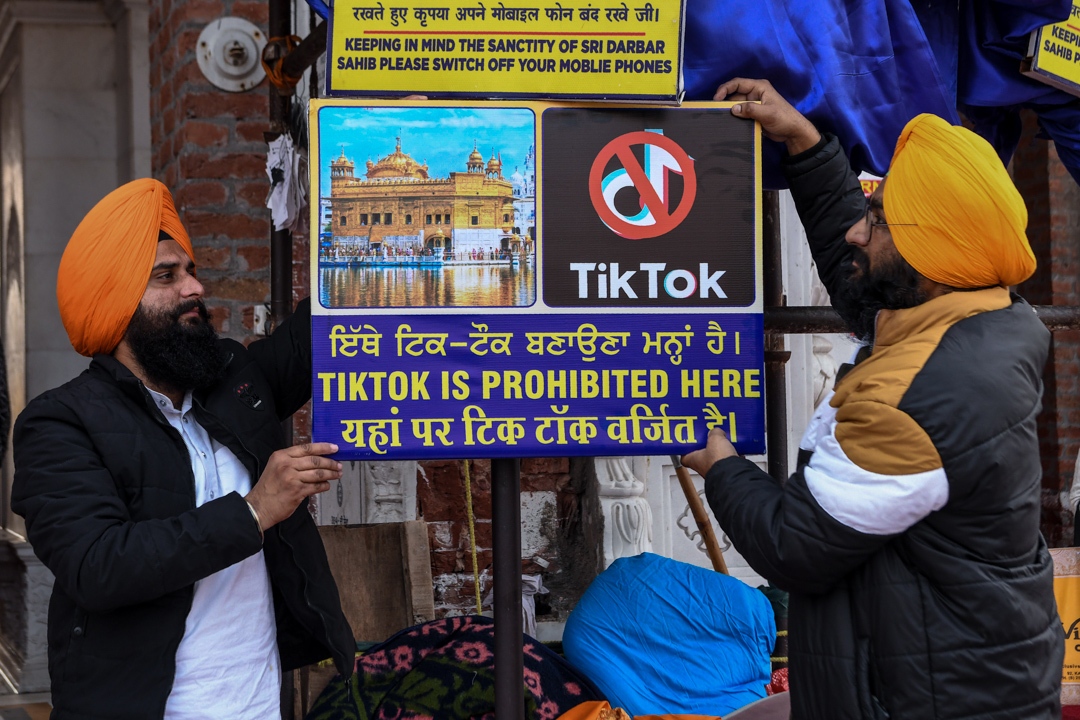 रखते हुए कृपया अपने मोबाइल फोन बंद रखे जी।
KEEPING IN MIND THE SANCTITY OF SRI DARBAR
SAHIB PLEASE SWITCH OFF YOUR MOBLIE PHONES
KEEPING
SAHIB P
TikTok
ਇੱਥੇ ਟਿਕ-ਟੌਕ ਬਣਾਉਣਾ ਮਨ੍ਹਾਂ ਹੈ।
TIKTOK IS PROHIBITED HERE
यहां पर टिक टॉक वर्जित है।